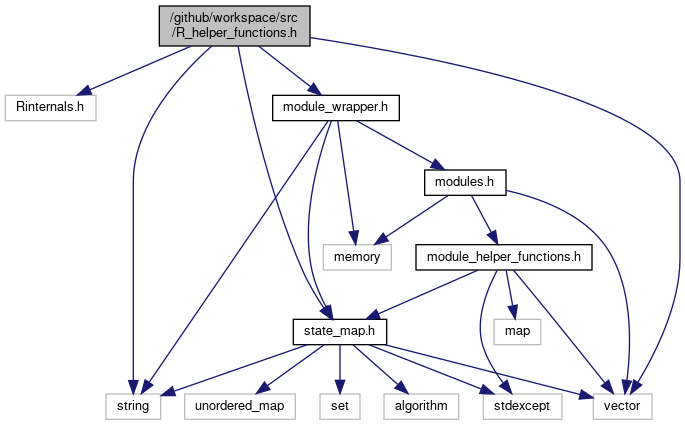 /github/workspace/src
/R_helper_functions.h
Rinternals.h
module_wrapper.h
modules.h
memory
module_helper_functions.h
state_map.h
map
string
unordered_map
set
algorithm
stdexcept
vector